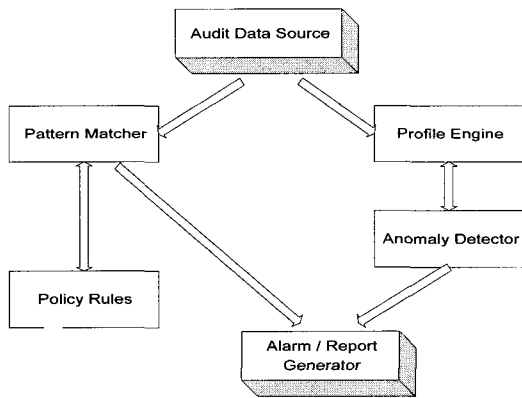 Audit Data Source
Pattern Matcher
Profile Engine
Anomaly Detector
Policy Rules
Alarm / Report
Generator